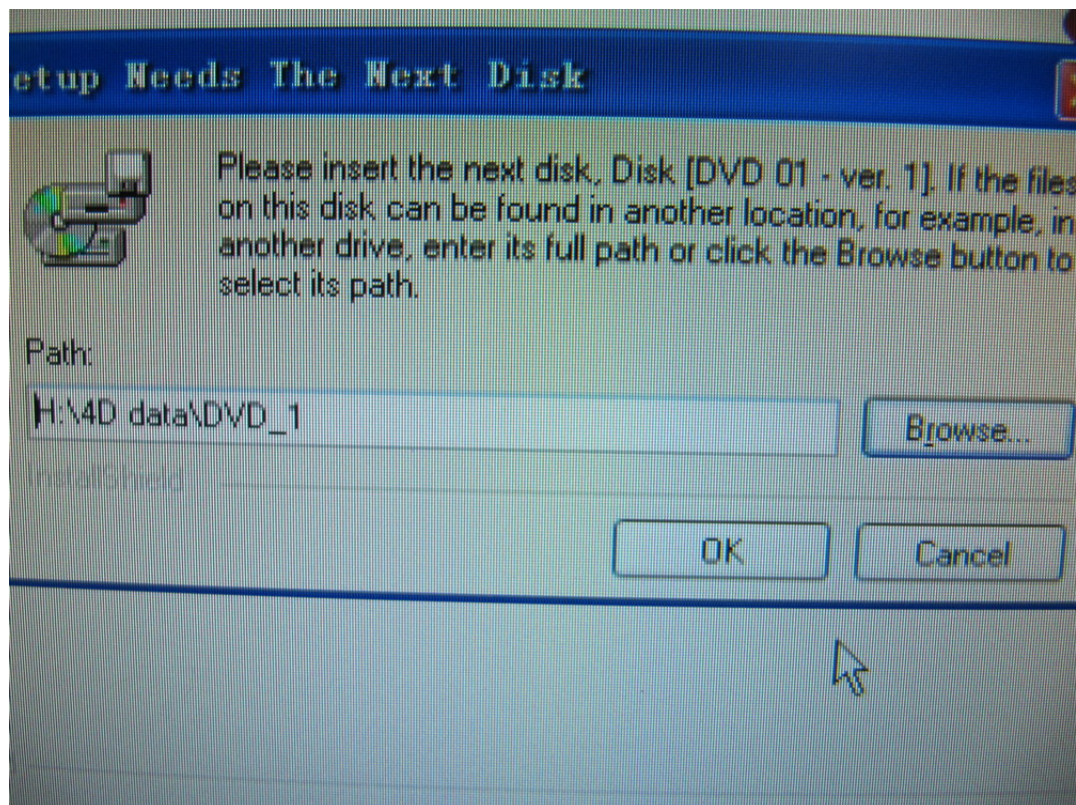 etup Needs The Next Disk
Please insert the next disk, Disk [DVD 01 - ver. 1]. If the files
on this disk can be found in another location, for example, in
another drive, enter its full path or click the Browse button to
select its path.
Path:
H:\4D data\DVD_1
Browse...
InstallShield
OK
Cancel